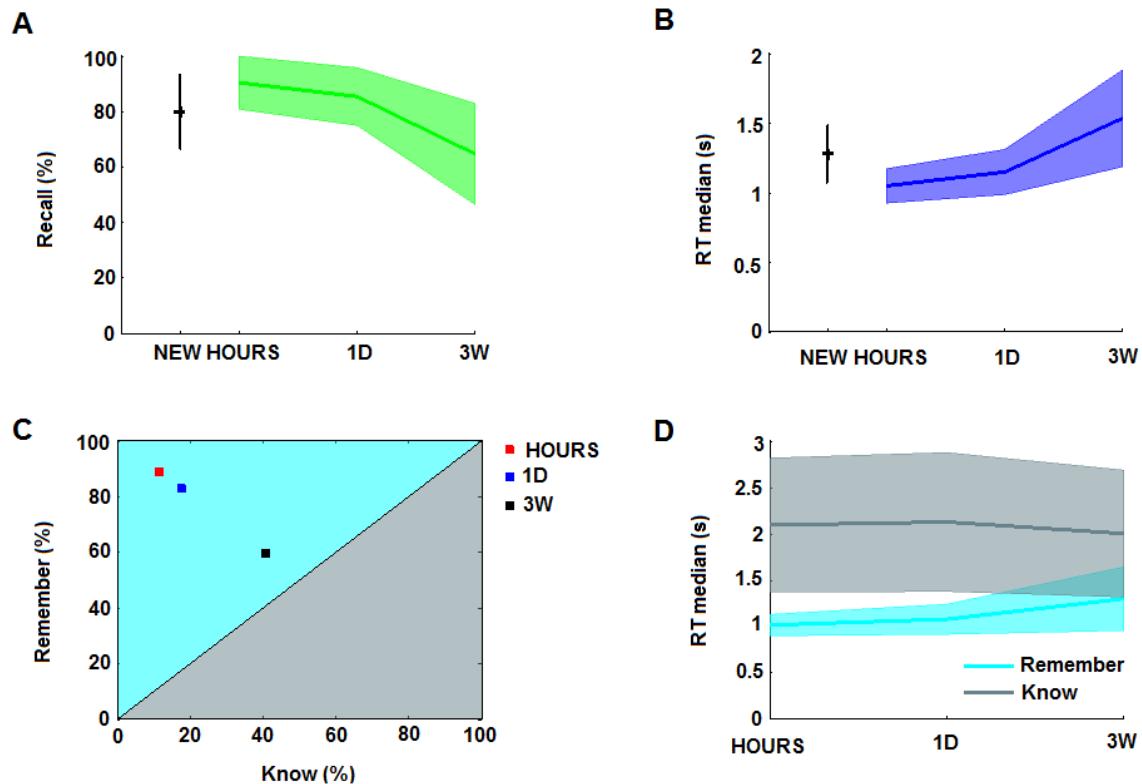 A
Recall (%)
100
80
60
40
20
0
NEW HOURS 1D 3W
B
RT median (s)
2
1.5
1
0.5
0
NEW HOURS 1D 3W
C
Remember (%)
100
80
60
40
20
0
0 20 40 60 80 100
Know (%)
HOURS
1D
3W
D
RT median (s)
3
2.5
2
1.5
1
0.5
0
HOURS 1D 3W
Remember
Know